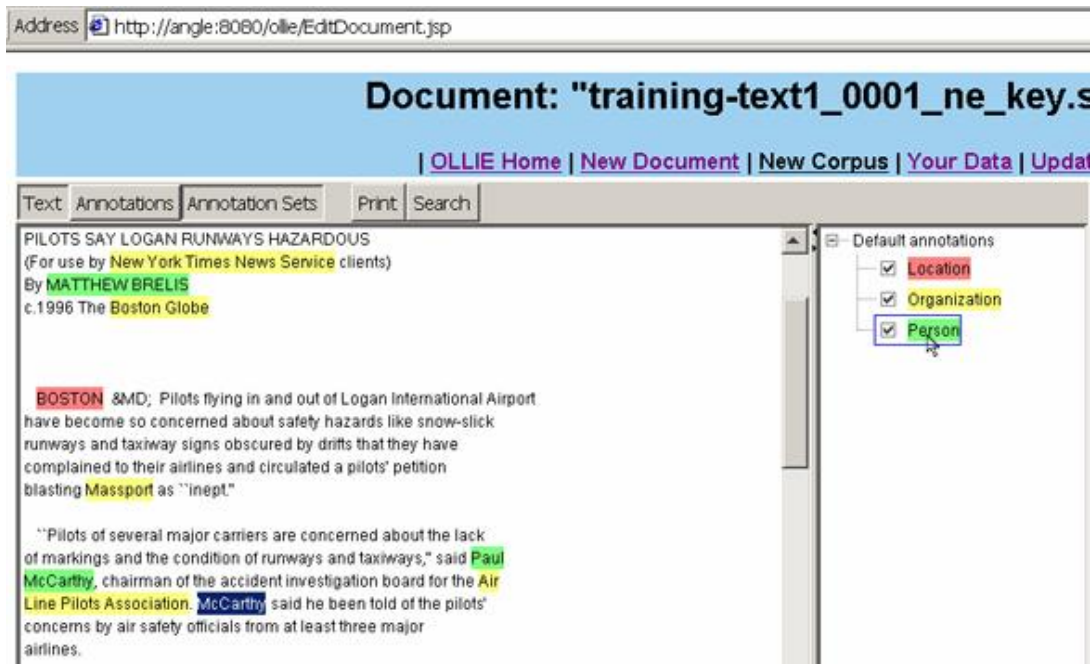 Address http://angle:8080/ollie/EditDocument.jsp
Document: "training-text1_0001_ne_key.s
| OLLIE Home | New Document | New Corpus | Your Data | Updat
Text Annotations Annotation Sets Print Search
PILOTS SAY LOGAN RUNWAYS HAZARDOUS
(For use by New York Times News Service clients)
By MATTHEW BRELIS
c.1996 The Boston Globe
BOSTON &MD; Pilots flying in and out of Logan International Airport
have become so concerned about safety hazards like snow-slick
runways and taxiway signs obscured by drifts that they have
complained to their airlines and circulated a pilots' petition
blasting Massport as ``inept.''
``Pilots of several major carriers are concerned about the lack
of markings and the condition of runways and taxiways,'' said Paul
McCarthy, chairman of the accident investigation board for the Air
Line Pilots Association. McCarthy said he been told of the pilots'
concerns by air safety officials from at least three major
airlines.
Default annotations
Location
Organization
Person